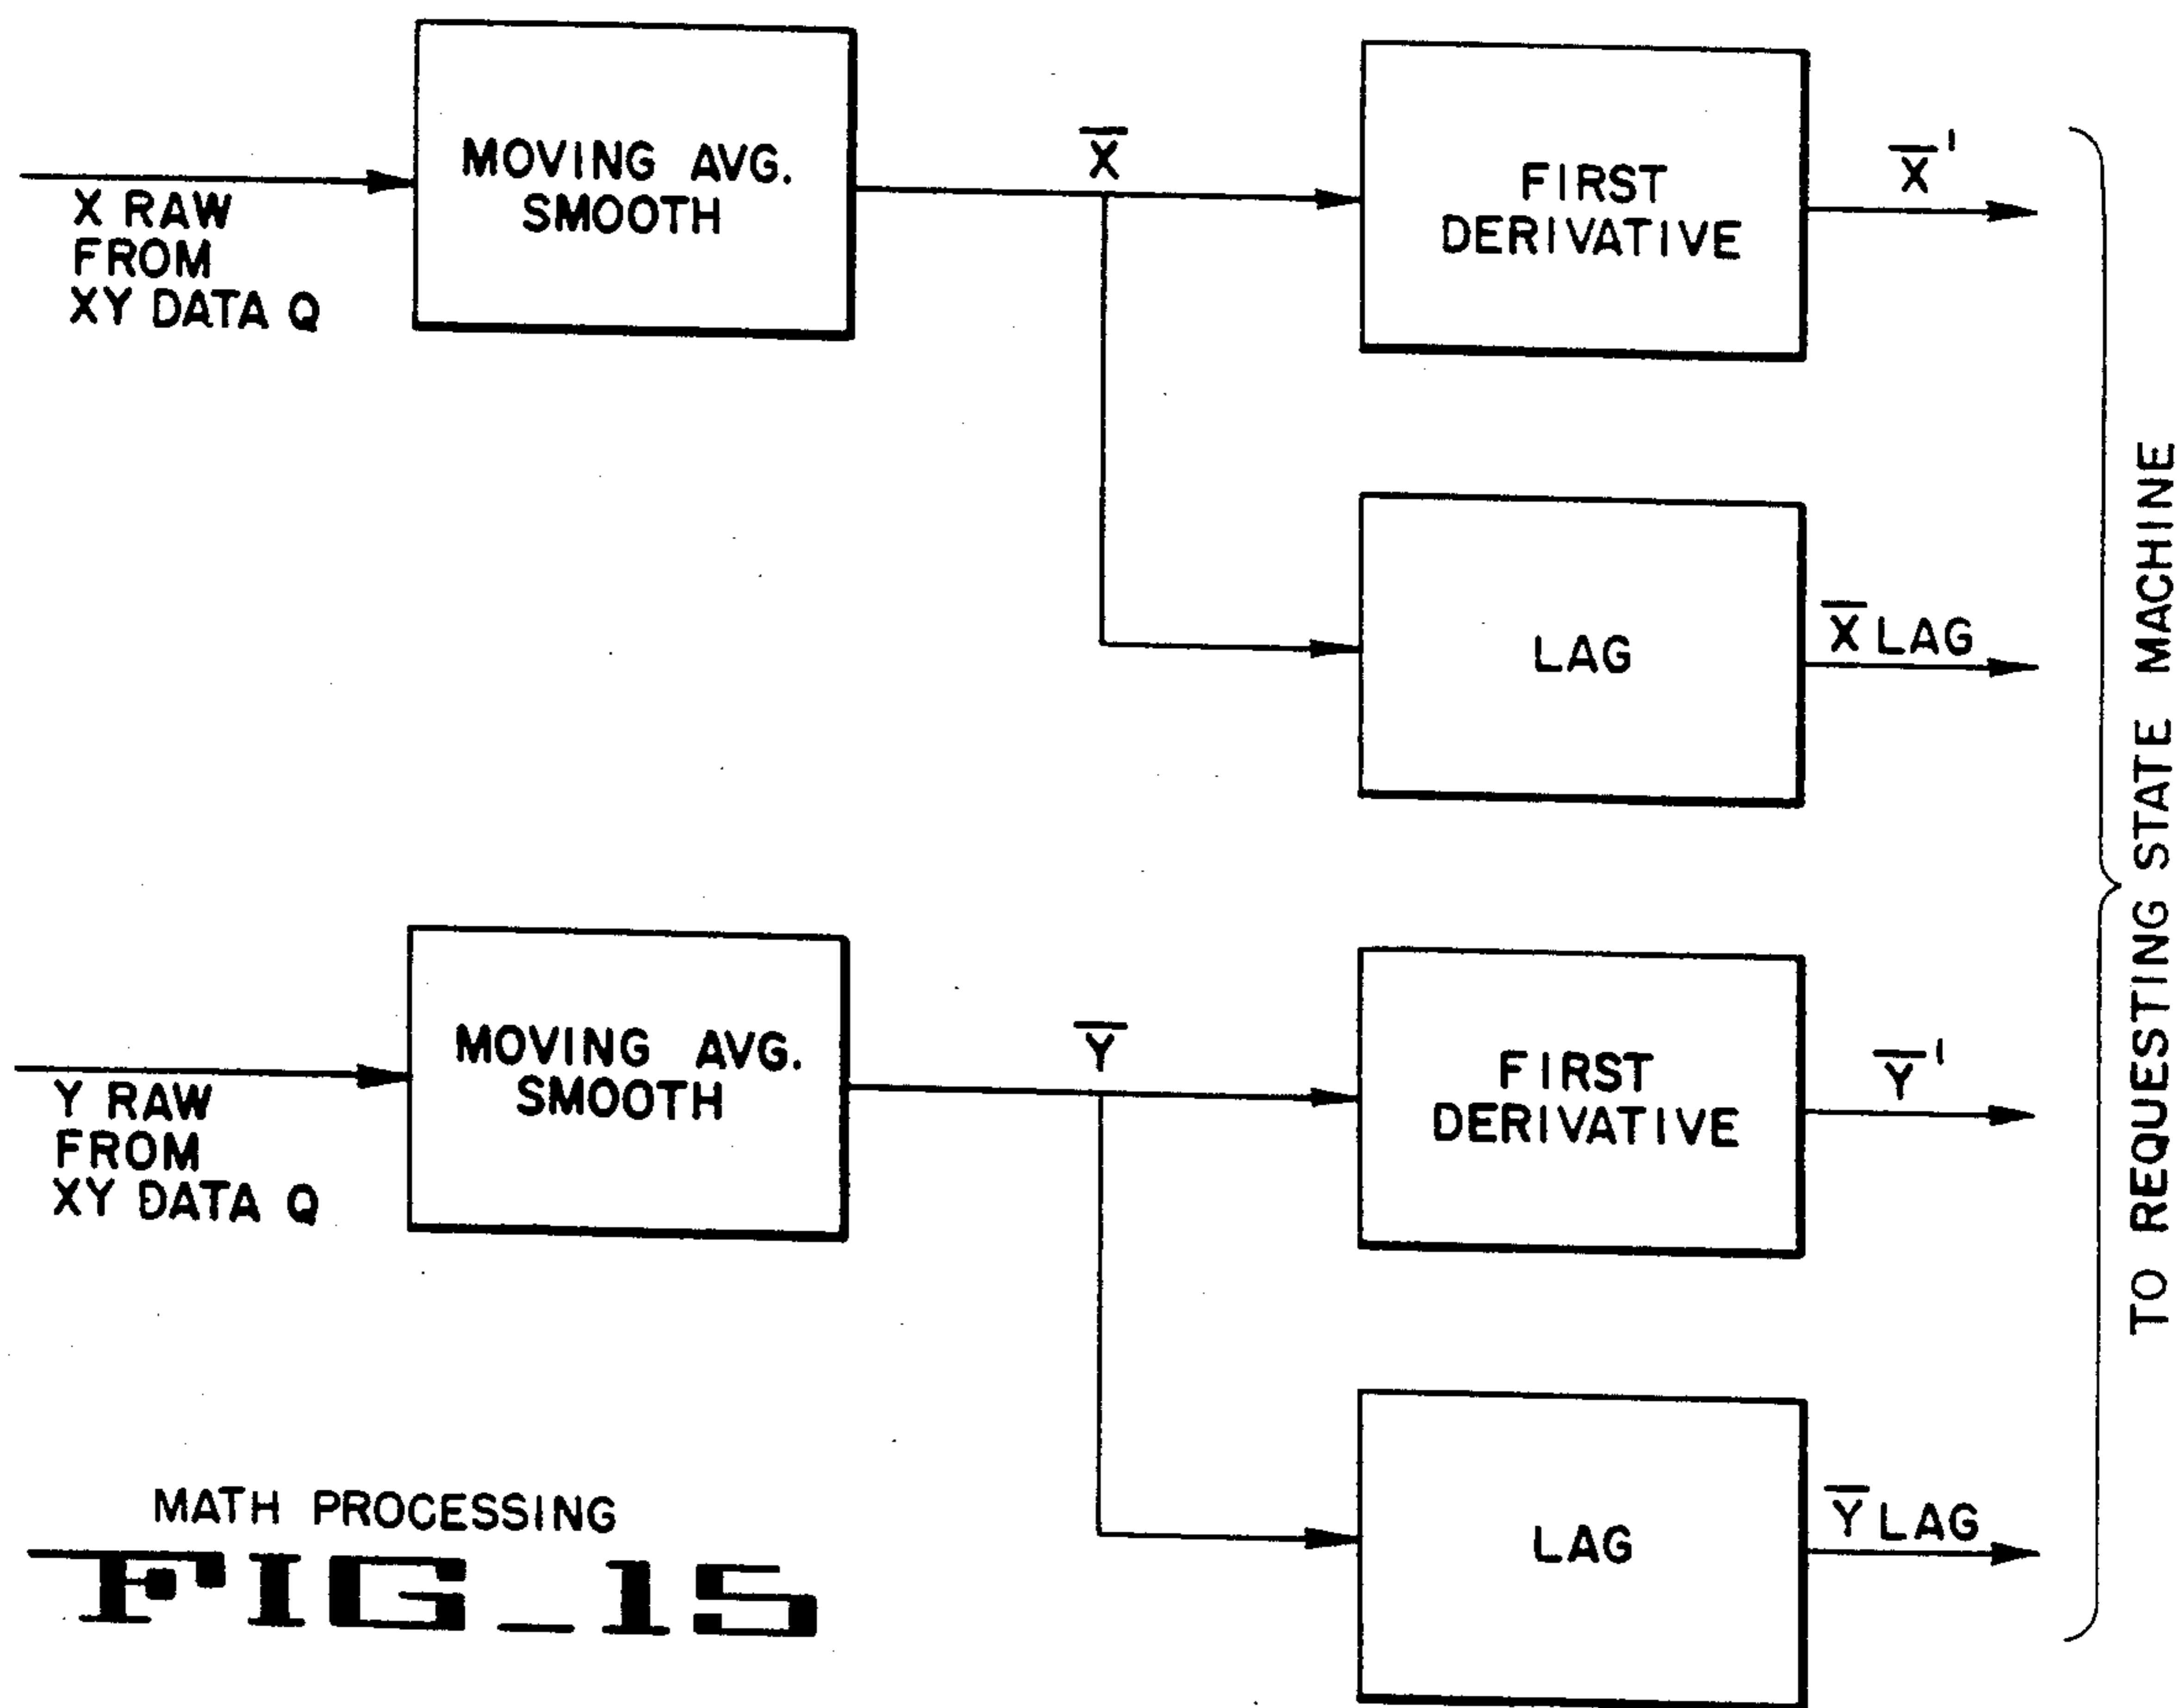 X RAW
FROM
XY DATA Q
MOVING AVG.
SMOOTH
X̅
FIRST
DERIVATIVE
X̅'
LAG
X̅ LAG
Y RAW
FROM
XY DATA Q
MOVING AVG.
SMOOTH
Y̅
FIRST
DERIVATIVE
Y̅'
LAG
Y̅ LAG
TO REQUESTING STATE MACHINE
MATH PROCESSING
FIG_15